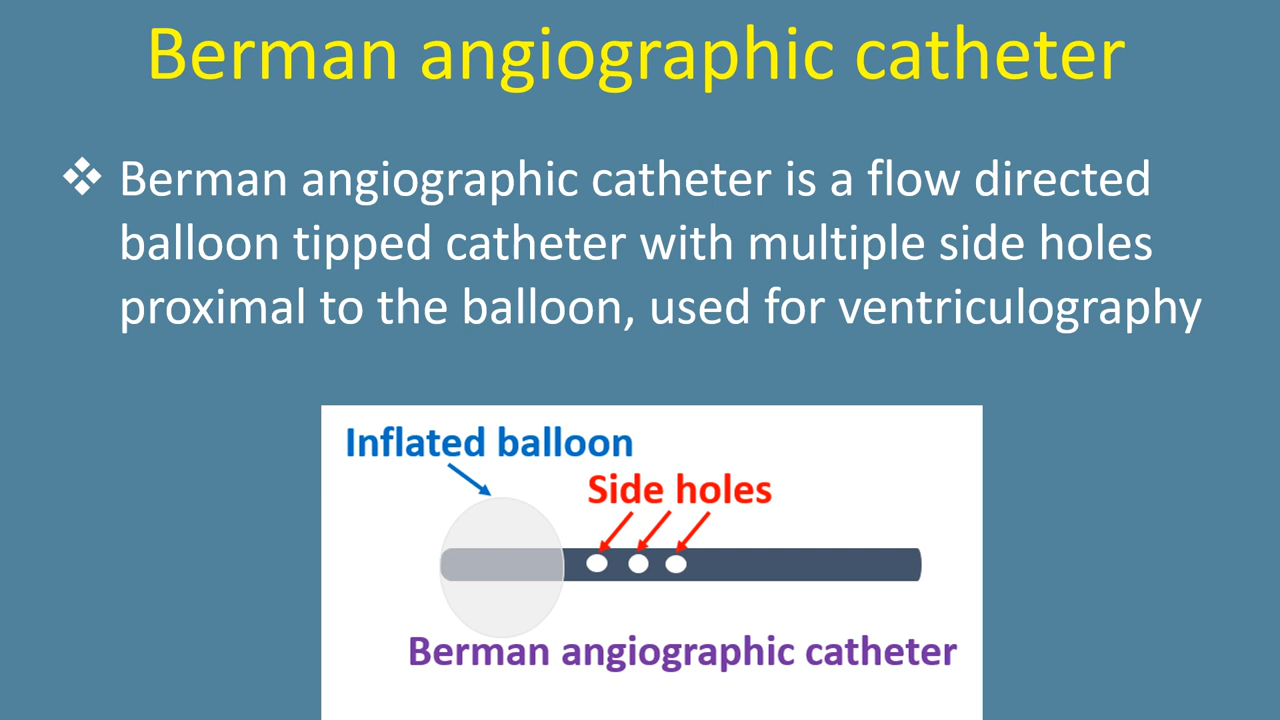 Berman angiographic catheter
❖ Berman angiographic catheter is a flow directed
balloon tipped catheter with multiple side holes
proximal to the balloon, used for ventriculography
Inflated balloon
Side holes
Berman angiographic catheter